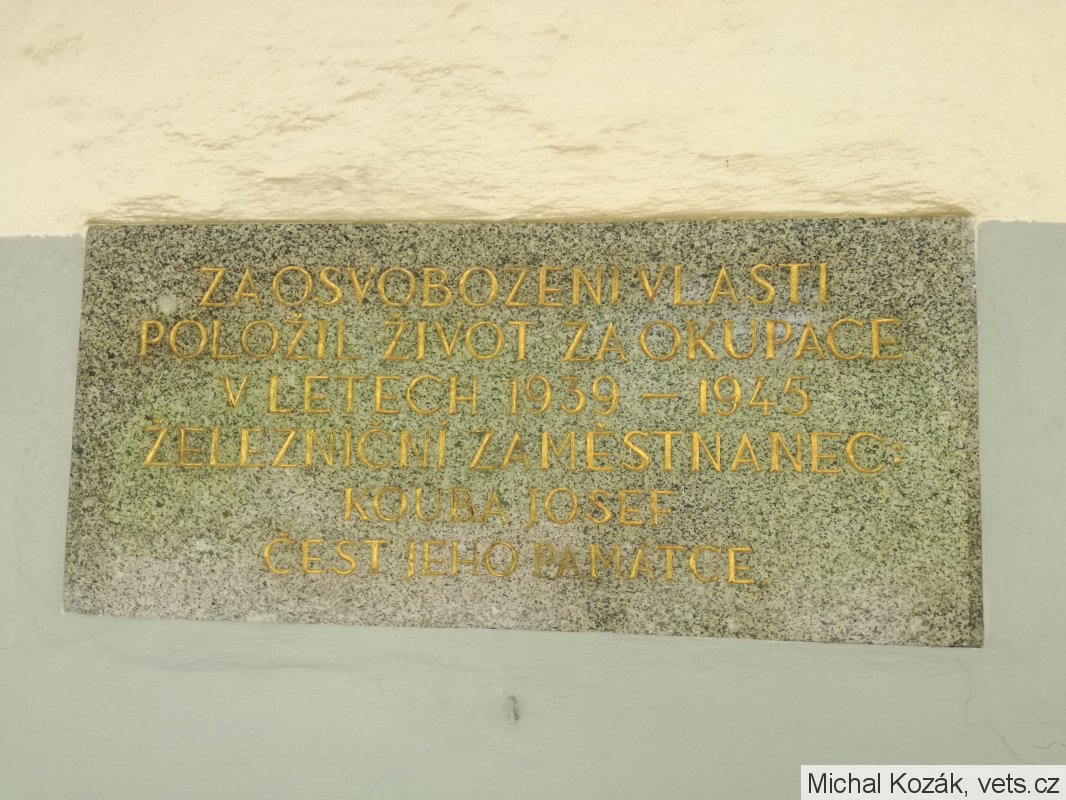 ZA OSVOBOZENÍ VLASTI
POLOŽIL ŽIVOT ZA OKUPACE
V LÉTECH 1939 – 1945
ŽELEZNIČNÍ ZAMĚSTNANEC:
KOUBA JOSEF
ČEST JEHO PAMÁTCE.
Michal Kozák, vets.cz